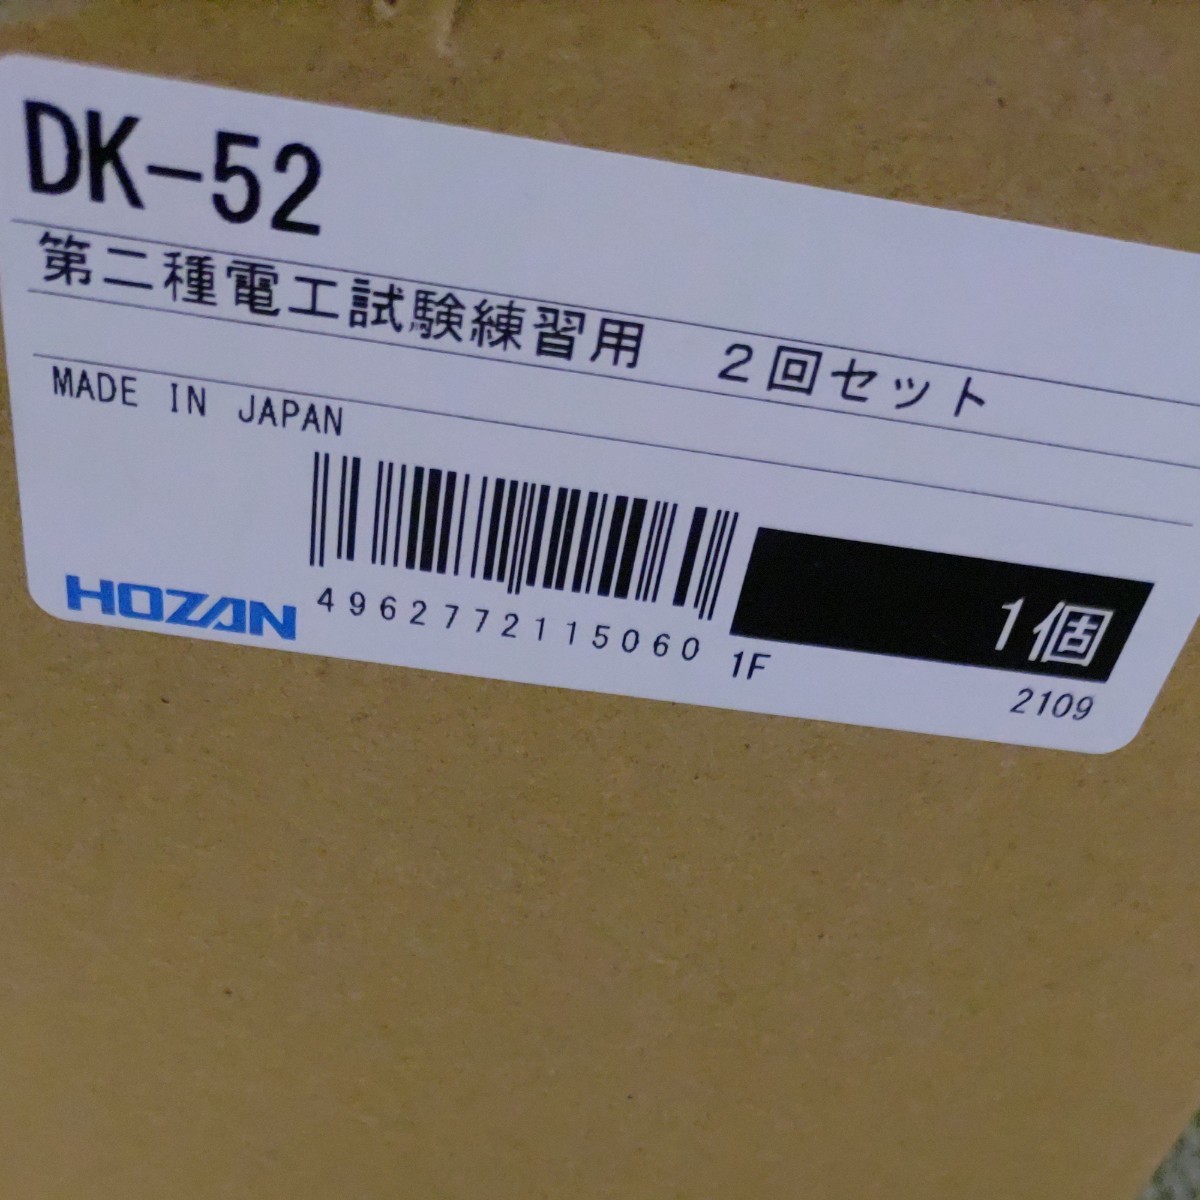 DK-52
第二種電工試験練習用　２回セット
MADE IN JAPAN
HOZAN
4962772115060
1F
1個
2109